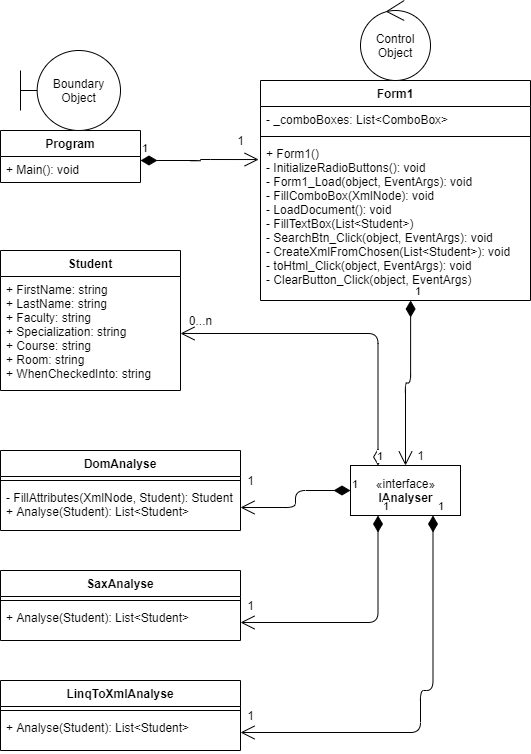 Control
Object
Boundary
Object
Form1
- _comboBoxes: List<ComboBox>
+ Form1()
- InitializeRadioButtons(): void
- Form1_Load(object, EventArgs): void
- FillComboBox(XmlNode): void
- LoadDocument(): void
- FillTextBox(List<Student>)
- SearchBtn_Click(object, EventArgs): void
- CreateXmlFromChosen(List<Student>): void
- toHtml_Click(object, EventArgs): void
- ClearButton_Click(object, EventArgs)
1
Program
+ Main(): void
1
1
Student
+ FirstName: string
+ LastName: string
+ Faculty: string
+ Specialization: string
+ Course: string
+ Room: string
+ WhenCheckedInto: string
0...n
1
1
«interface»
IAnalyser
1
1
1
DomAnalyse
- FillAttributes(XmlNode, Student): Student
+ Analyse(Student): List<Student>
1
SaxAnalyse
+ Analyse(Student): List<Student>
1
LinqToXmlAnalyse
+ Analyse(Student): List<Student>
1